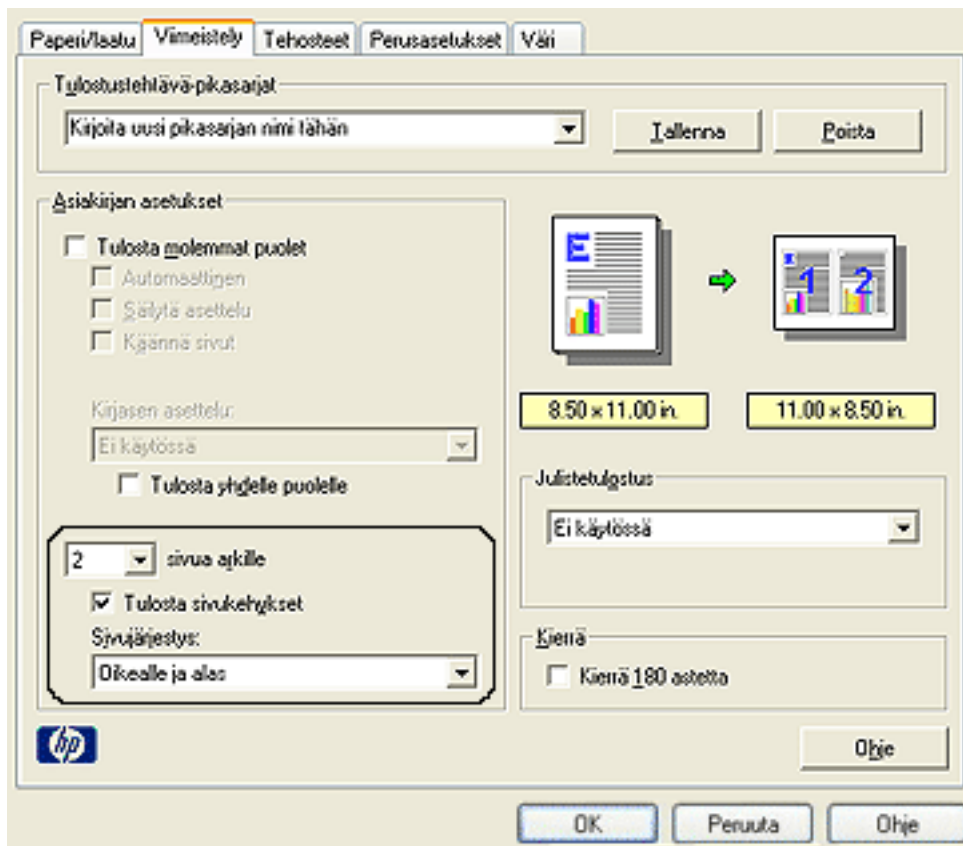 Paperi/laatu Viimeistely Tehosteet Perusasetukset Väri
Tulostustehtävä-pikasarjat
Kirjoita uusi pikasarjan nimi tähän Tallenna Poista
Asiakirjan asetukset
Tulosta molemmat puolet
Automaattinen
Säilytä asettelu
Käännä sivut
Kirjasen asettelu:
Ei käytössä
Tulosta yhdelle puolelle
2 sivua arkille
Tulosta sivukehykset
Sivujärjestys:
Oikealle ja alas
E
1 2
8.50 × 11.00 in. 11.00 × 8.50 in.
Julistetulostus
Ei käytössä
Kierrä
Kierrä 180 astetta
hp
Ohje
OK Peruuta Ohje